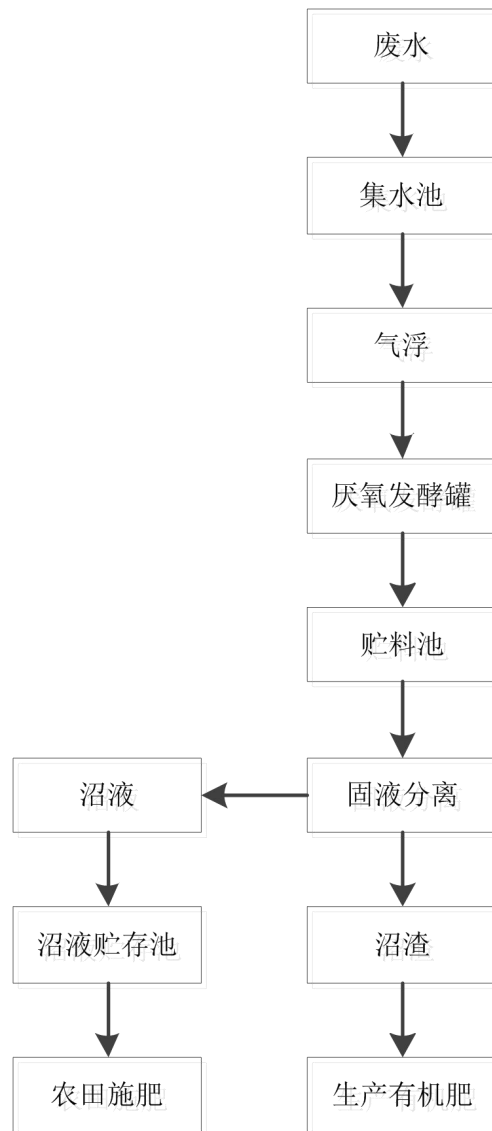 废水
集水池
气浮
厌氧发酵罐
贮料池
沼液
固液分离
沼液贮存池
沼渣
农田施肥
生产有机肥